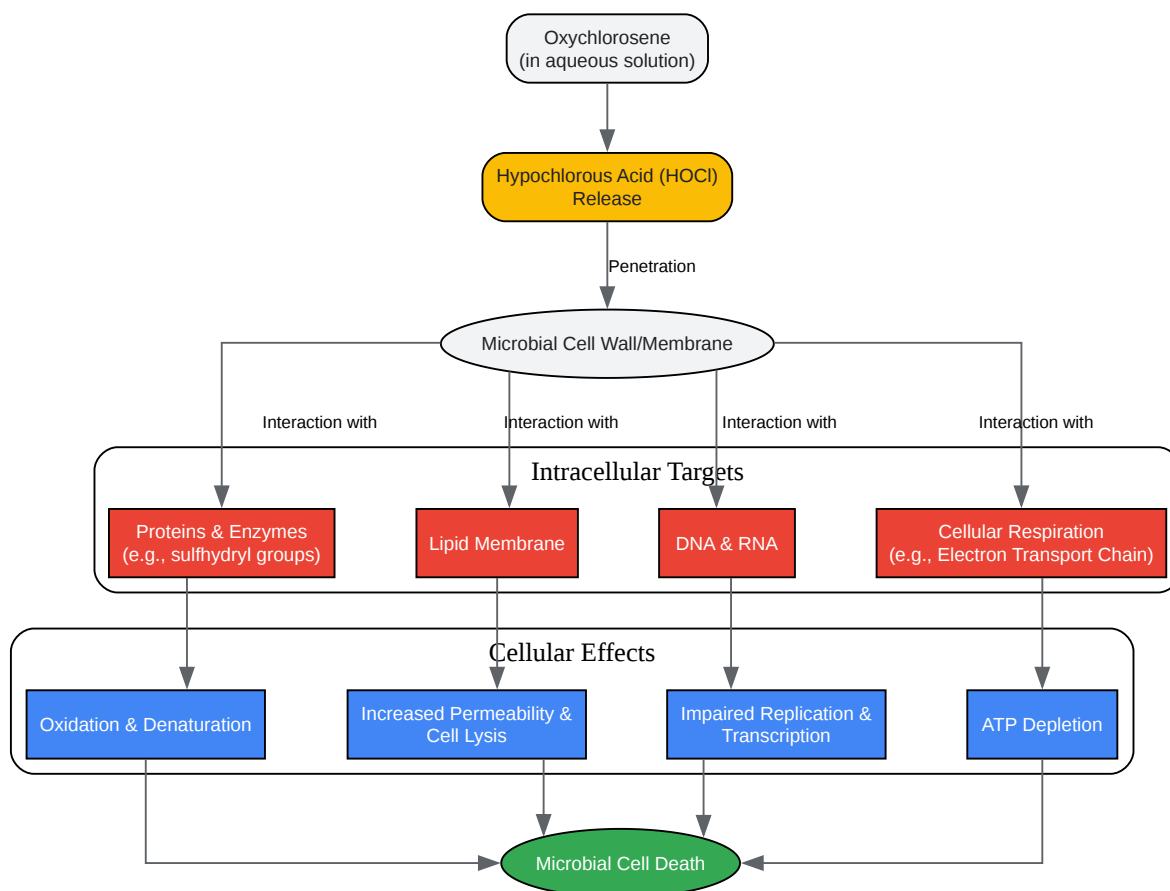 Oxychlorosene
(in aqueous solution)
Hypochlorous Acid (HOCl)
Release
Penetration
Microbial Cell Wall/Membrane
Interaction with
Interaction with
Interaction with
Interaction with
Intracellular Targets
Proteins & Enzymes
(e.g., sulfhydryl groups)
Lipid Membrane
DNA & RNA
Cellular Respiration
(e.g., Electron Transport Chain)
Cellular Effects
Oxidation & Denaturation
Increased Permeability &
Cell Lysis
Impaired Replication &
Transcription
ATP Depletion
Microbial Cell Death